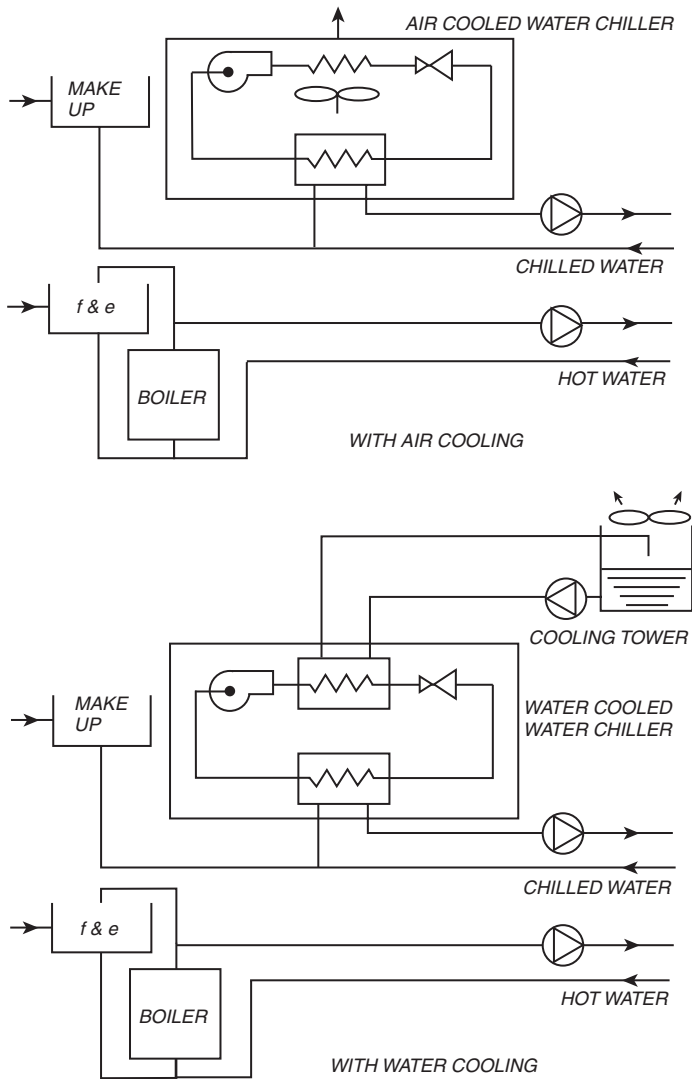 AIR COOLED WATER CHILLER
MAKE
UP
CHILLED WATER
f & e
BOILER
HOT WATER
WITH AIR COOLING
COOLING TOWER
MAKE
UP
WATER COOLED
WATER CHILLER
CHILLED WATER
f & e
BOILER
HOT WATER
WITH WATER COOLING